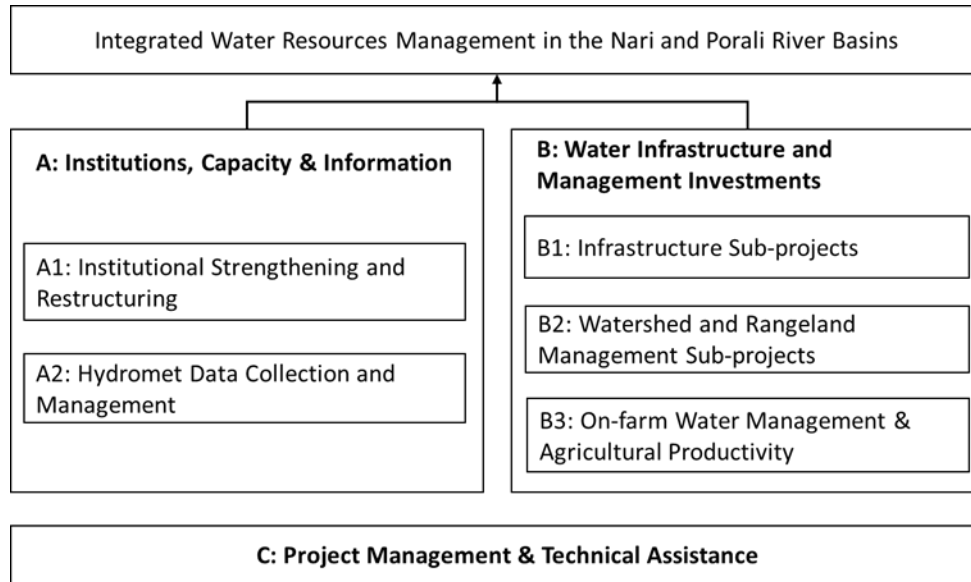 Integrated Water Resources Management in the Nari and Porali River Basins
A: Institutions, Capacity & Information
A1: Institutional Strengthening and
Restructuring
A2: Hydromet Data Collection and
Management
B: Water Infrastructure and
Management Investments
B1: Infrastructure Sub-projects
B2: Watershed and Rangeland
Management Sub-projects
B3: On-farm Water Management &
Agricultural Productivity
C: Project Management & Technical Assistance